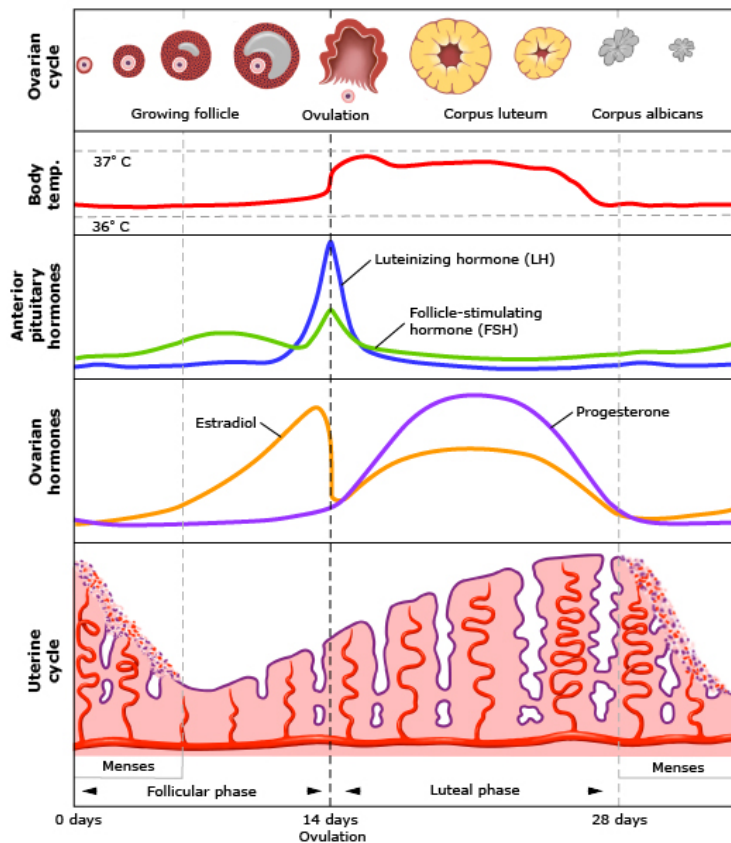 Ovarian
cycle
Growing follicle
Ovulation
Corpus luteum
Corpus albicans
Body
temp.
37° C
36° C
Anterior
pituitary
hormones
Luteinizing hormone (LH)
Follicle-stimulating
hormone (FSH)
Ovarian
hormones
Estradiol
Progesterone
Uterine
cycle
Menses
Menses
Follicular phase
Luteal phase
0 days
14 days
Ovulation
28 days